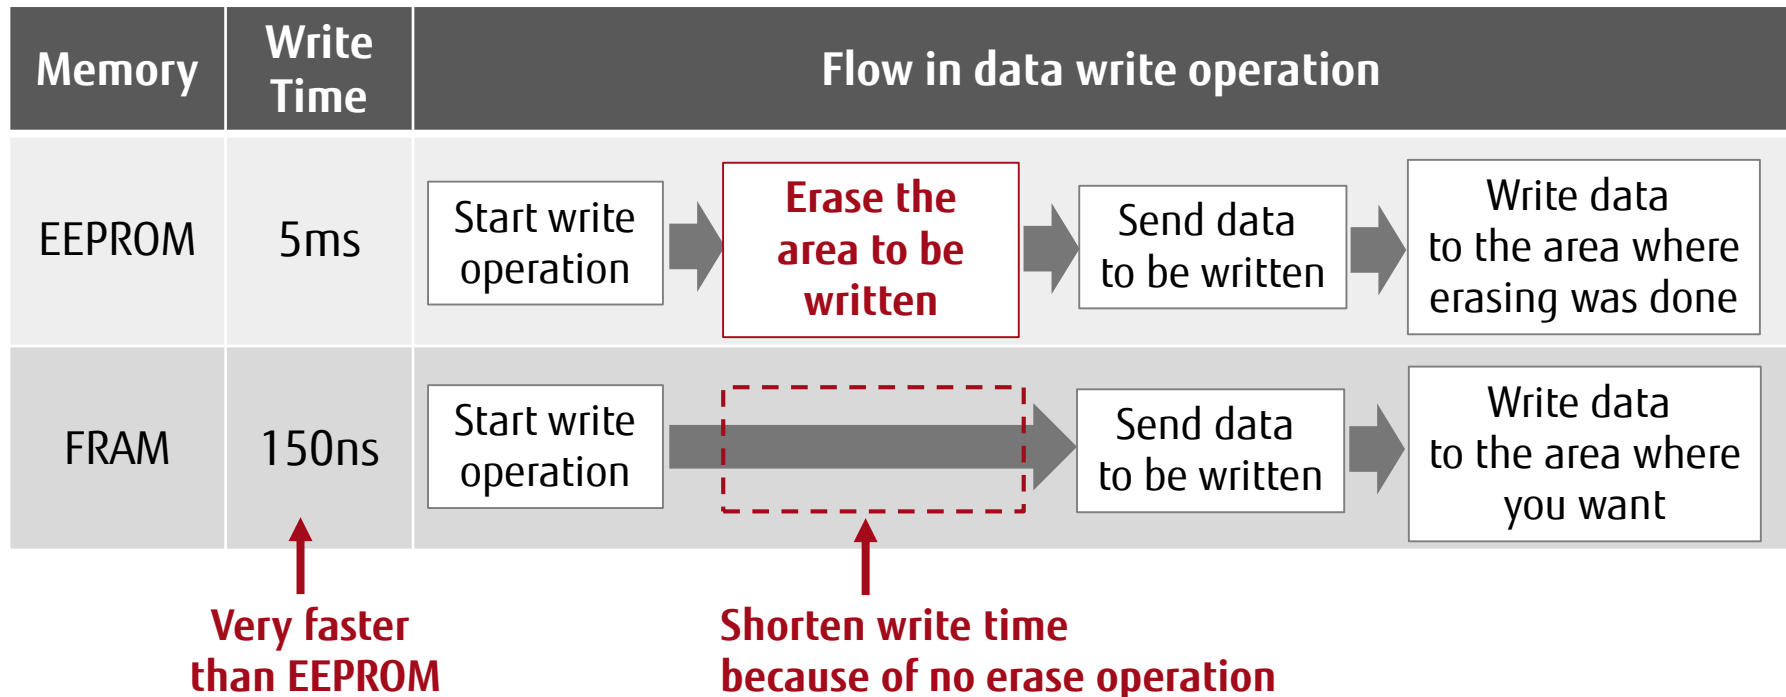 Memory
Write
Time
Flow in data write operation
EEPROM
5ms
Start write
operation
Erase the
area to be
written
Send data
to be written
Write data
to the area where
erasing was done
FRAM
150ns
Start write
operation
Send data
to be written
Write data
to the area where
you want
Very faster
than EEPROM
Shorten write time
because of no erase operation